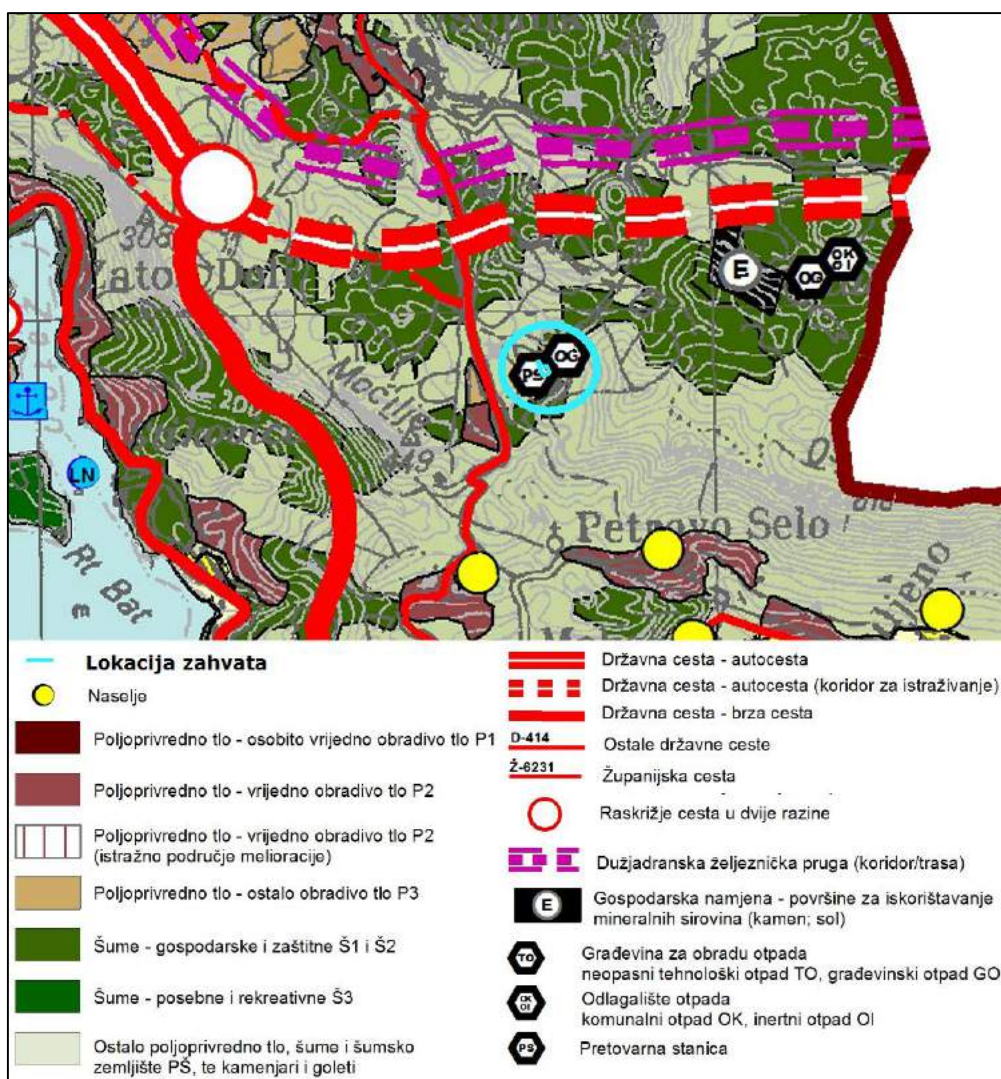 308
Zaton Doli
E
OG
OK
OI
OG
PS
Močilje
449
200
LN
Rt Bat
Petrovo Selo
Lokacija zahvata
Naselje
Poljoprivredno tlo - osobito vrijedno obradivo tlo P1
Poljoprivredno tlo - vrijedno obradivo tlo P2
Poljoprivredno tlo - vrijedno obradivo tlo P2
(istražno područje melioracije)
Poljoprivredno tlo - ostalo obradivo tlo P3
Šume - gospodarske i zaštitne Š1 i Š2
Šume - posebne i rekreativne Š3
Ostalo poljoprivredno tlo, šume i šumsko
zemljište PŠ, te kamenjari i goleti
Državna cesta - autocesta
Državna cesta - autocesta (koridor za istraživanje)
Državna cesta - brza cesta
D-414
Ostale državne ceste
Ž-6231
Županijska cesta
Raskrižje cesta u dvije razine
Dužjadranska željeznička pruga (koridor/trasa)
E
Gospodarska namjena - površine za iskorištavanje
mineralnih sirovina (kamen; sol)
TO
Građevina za obradu otpada
neopasni tehnološki otpad TO, građevinski otpad GO
OK
OI
Odlagalište otpada
komunalni otpad OK, inertni otpad OI
PS
Pretovarna stanica